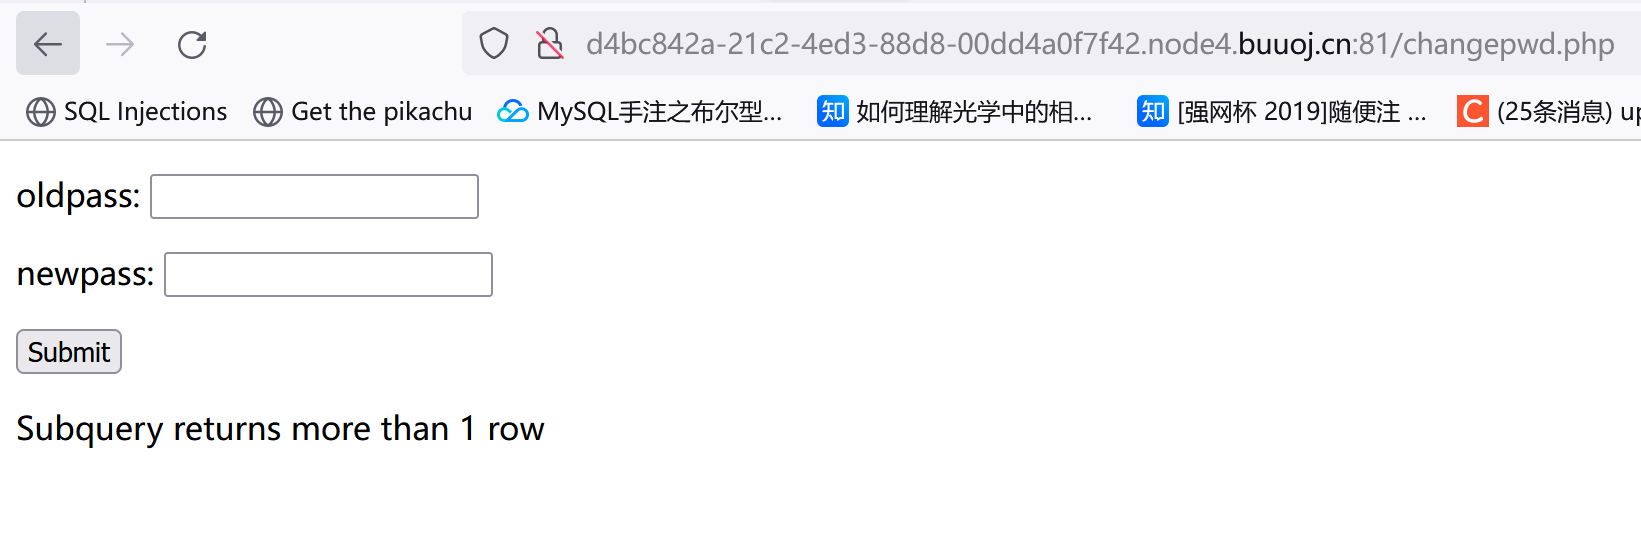 d4bc842a-21c2-4ed3-88d8-00dd4a0f7f42.node4.buuoj.cn:81/changepwd.php
SQL Injections Get the pikachu MySQL手注之布尔型... 知 如何理解光学中的相... 知 [强网杯 2019]随便注 ... C (25条消息) up
oldpass:
newpass:
Submit
Subquery returns more than 1 row